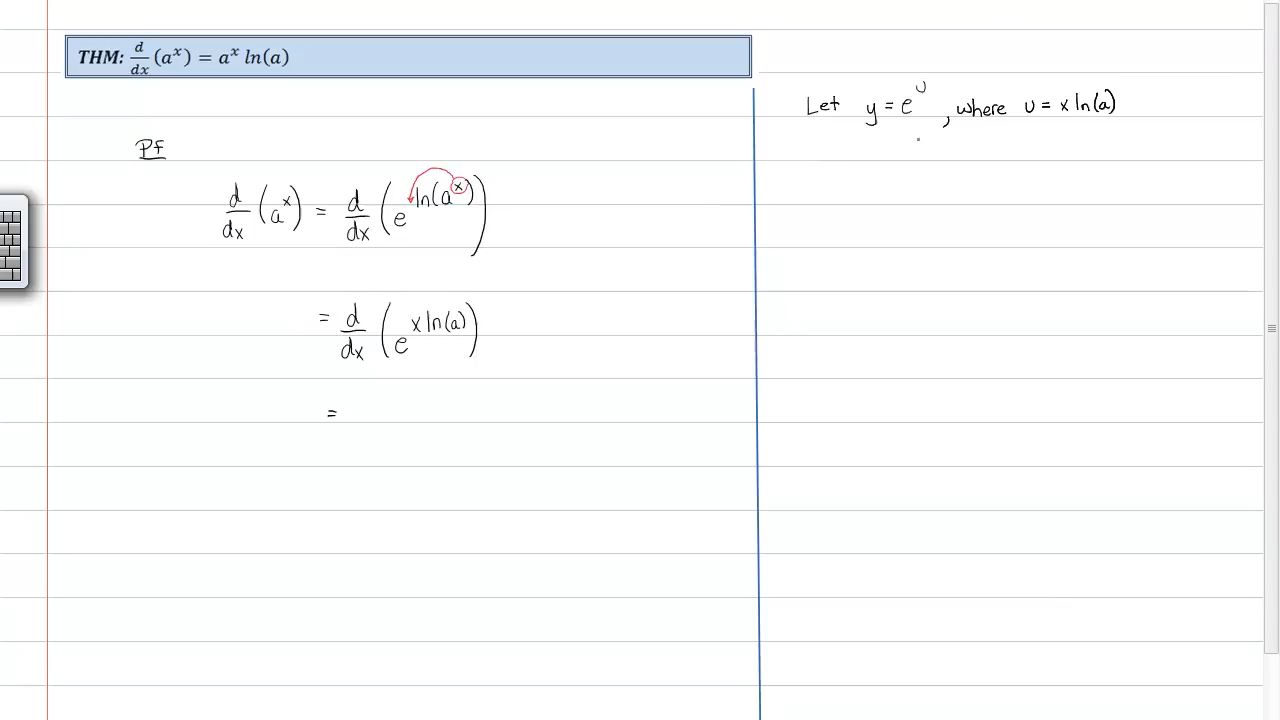 THM: d/dx (a^x) = a^x ln(a)
Let y = e^u, where u = x ln(a)
Pf
d/dx (a^x) = d/dx (e^ln(a^x))
= d/dx (e^x ln(a))
=